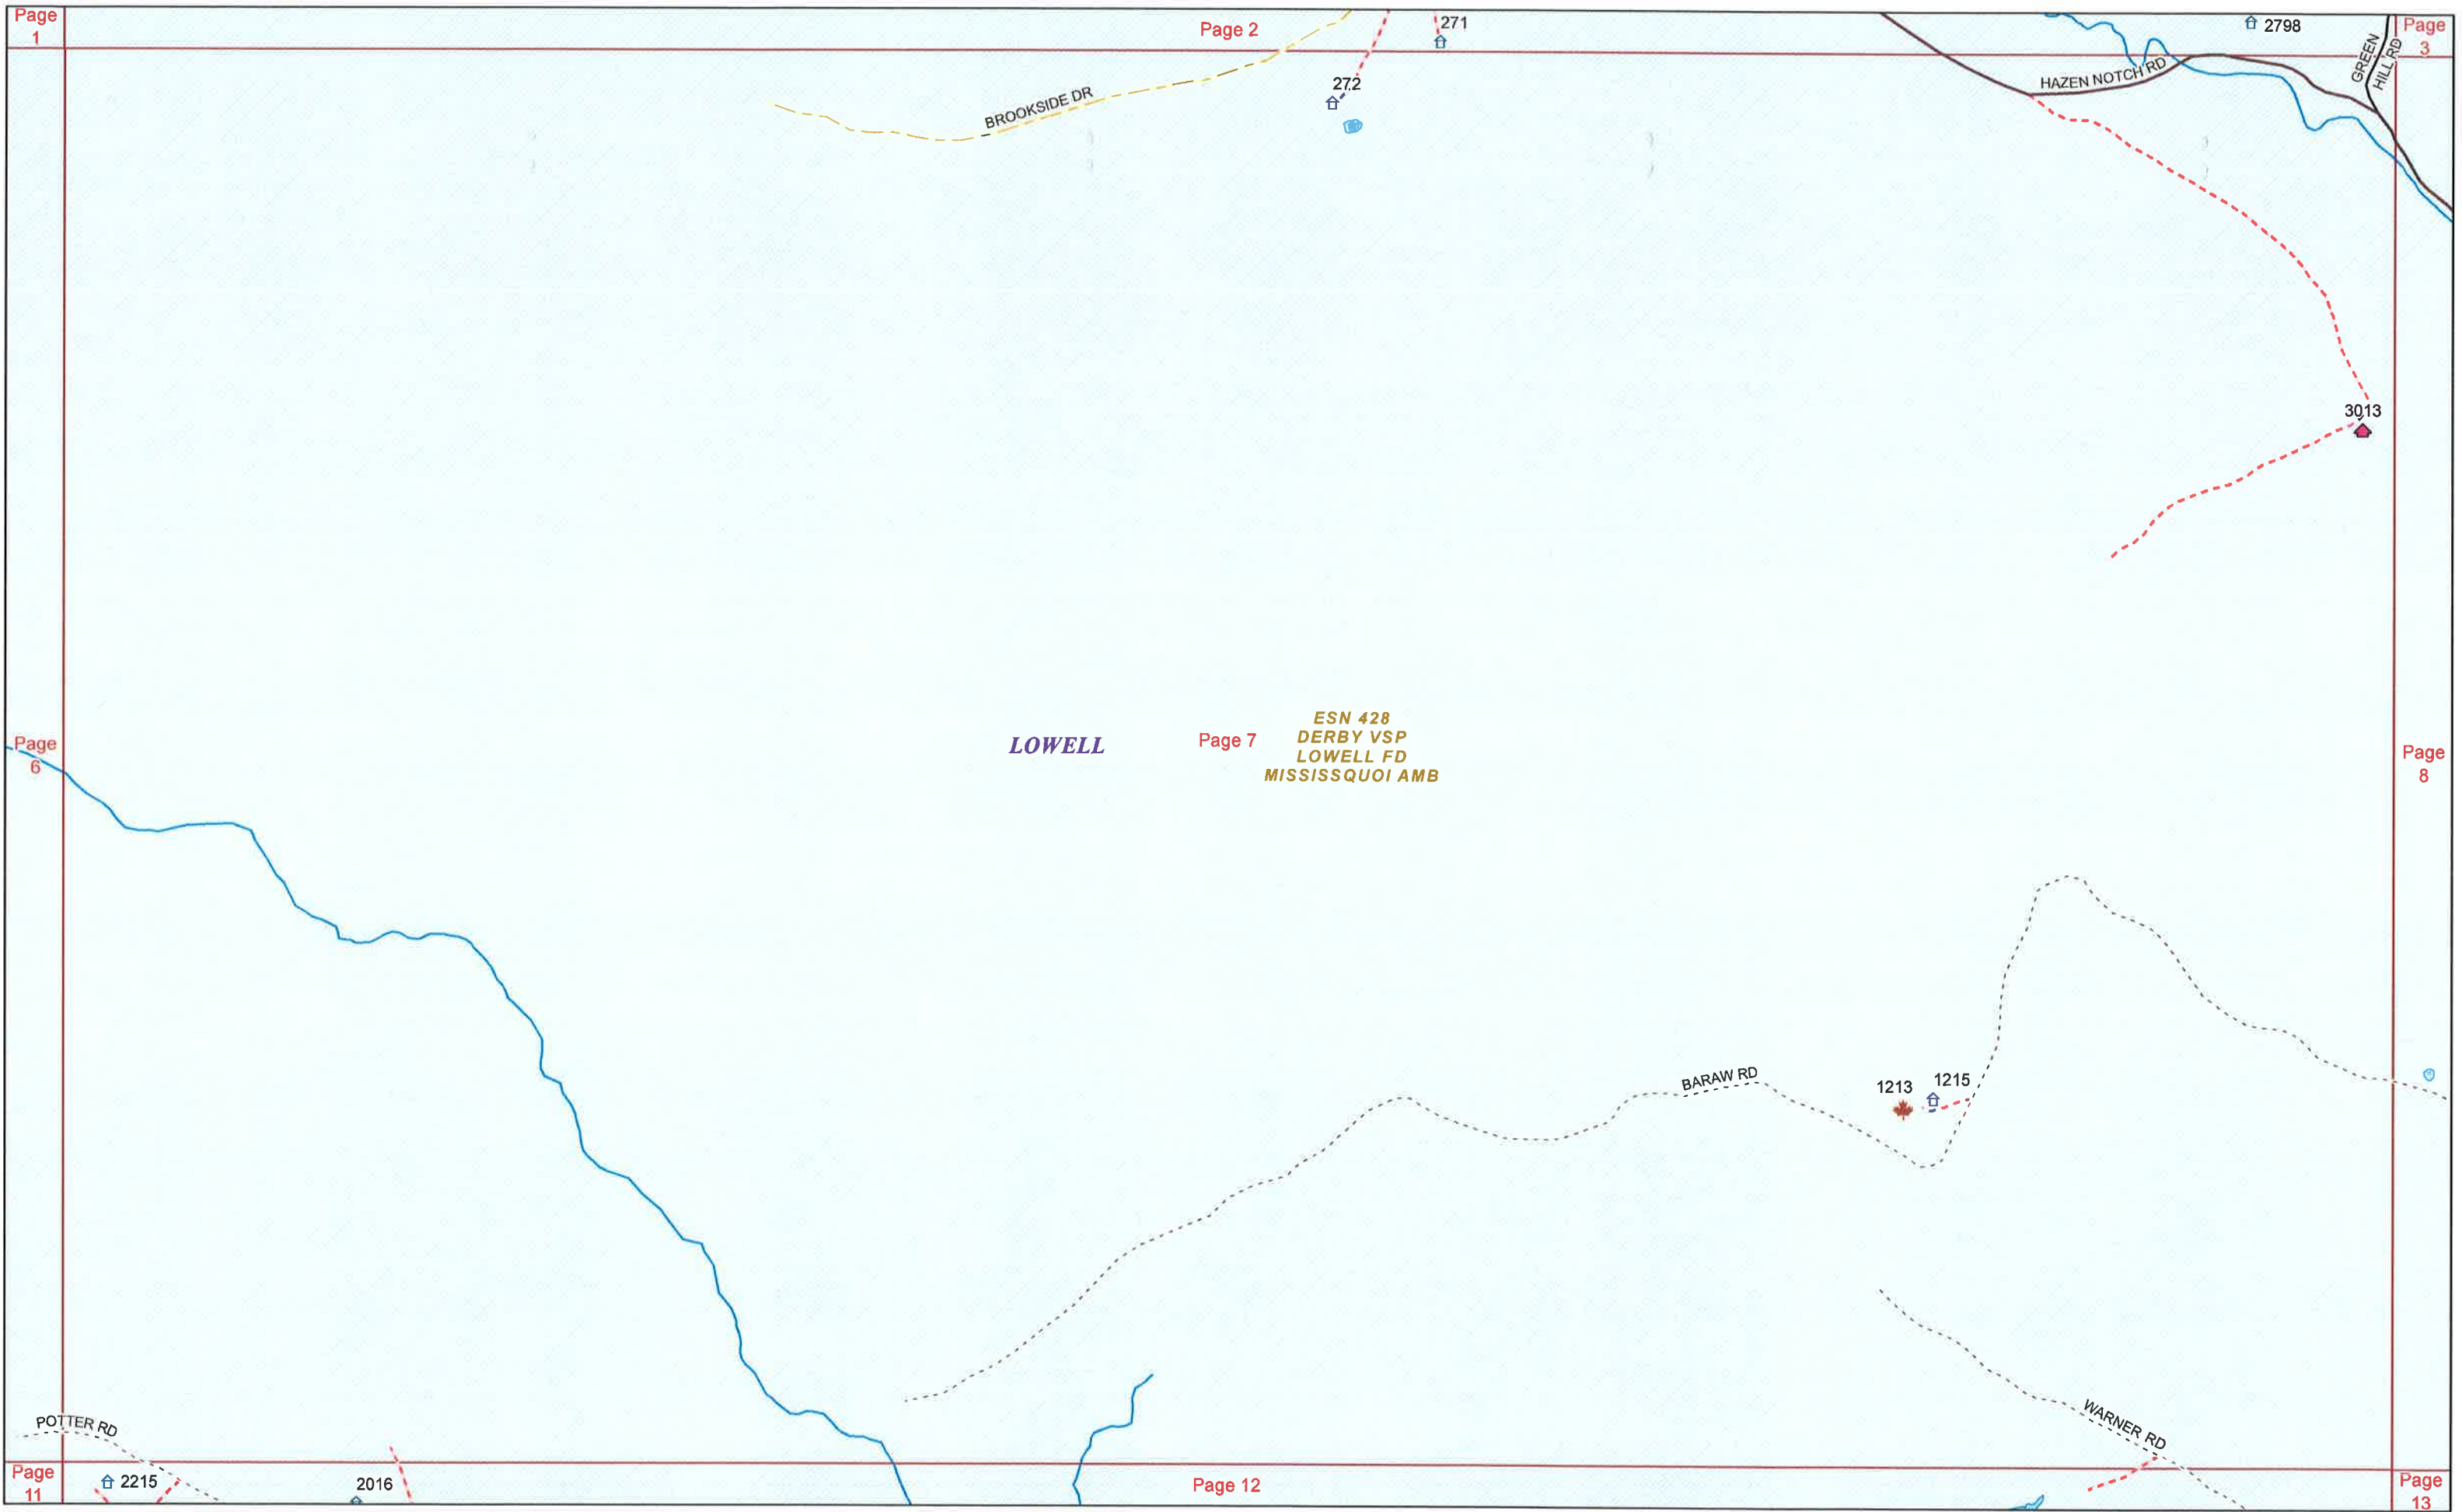 Page
1
Page 2
271
2798
GREEN
HILL RD
Page
3
272
HAZEN NOTCH RD
BROOKSIDE DR
3013
ESN 428
DERBY VSP
LOWELL FD
MISSISSQUOI AMB
LOWELL
Page 7
Page
6
Page
8
BARAW RD
1213
1215
WARNER RD
POTTER RD
Page
11
2215
2016
Page 12
Page
13